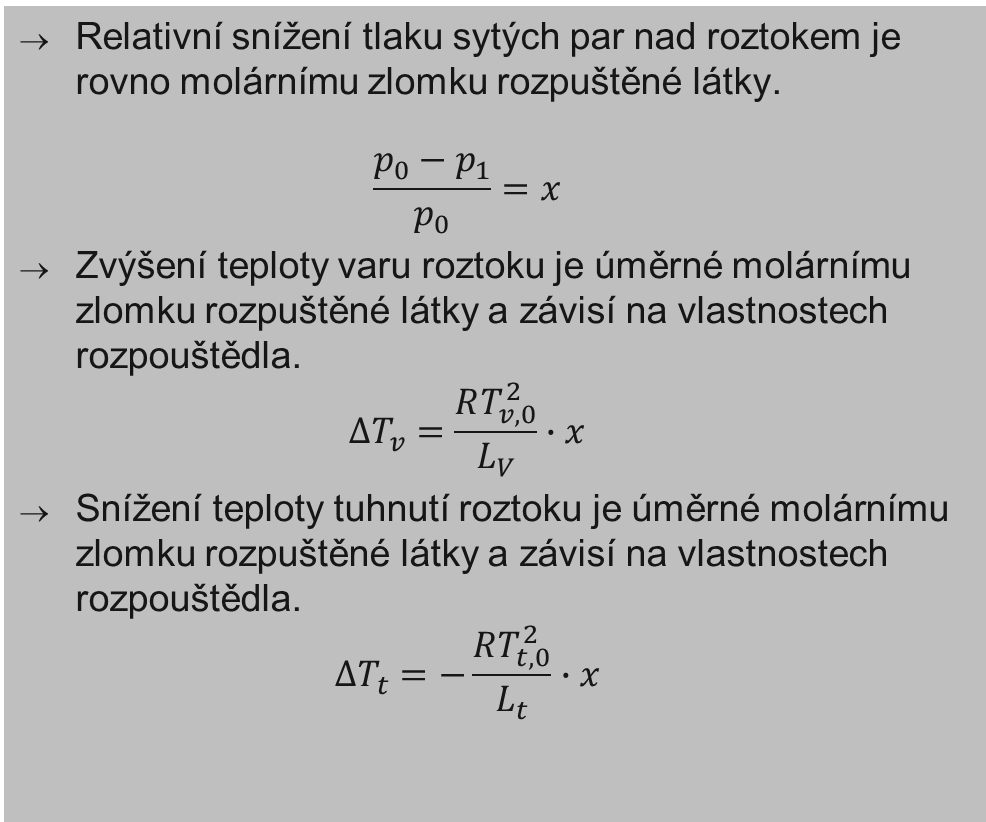 → Relativní snížení tlaku sytých par nad roztokem je
rovno molárnímu zlomku rozpuštěné látky.
$\frac{p_0 - p_1}{p_0} = x$
→ Zvýšení teploty varu roztoku je úměrné molárnímu
zlomku rozpuštěné látky a závisí na vlastnostech
rozpouštědla.
$\Delta T_v = \frac{RT_{v,0}^2}{L_V} \cdot x$
→ Snížení teploty tuhnutí roztoku je úměrné molárnímu
zlomku rozpuštěné látky a závisí na vlastnostech
rozpouštědla.
$\Delta T_t = -\frac{RT_{t,0}^2}{L_t} \cdot x$